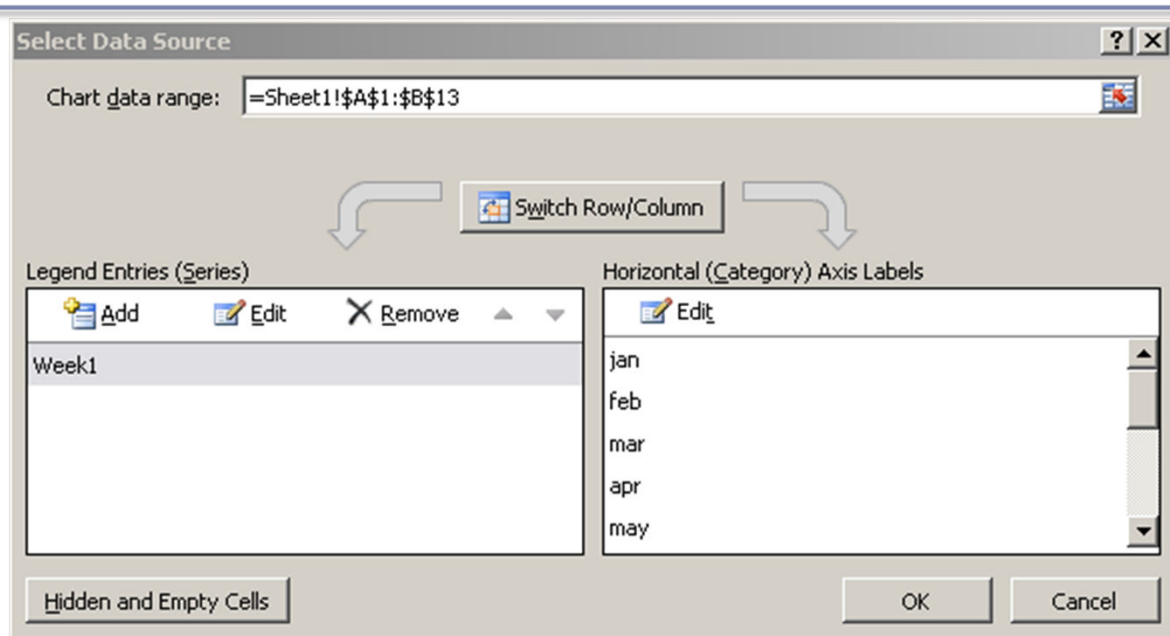 Select Data Source
Chart data range: =Sheet1!$A$1:$B$13
Switch Row/Column
Legend Entries (Series)
Add Edit Remove
Week1
Horizontal (Category) Axis Labels
Edit
jan
feb
mar
apr
may
Hidden and Empty Cells
OK Cancel